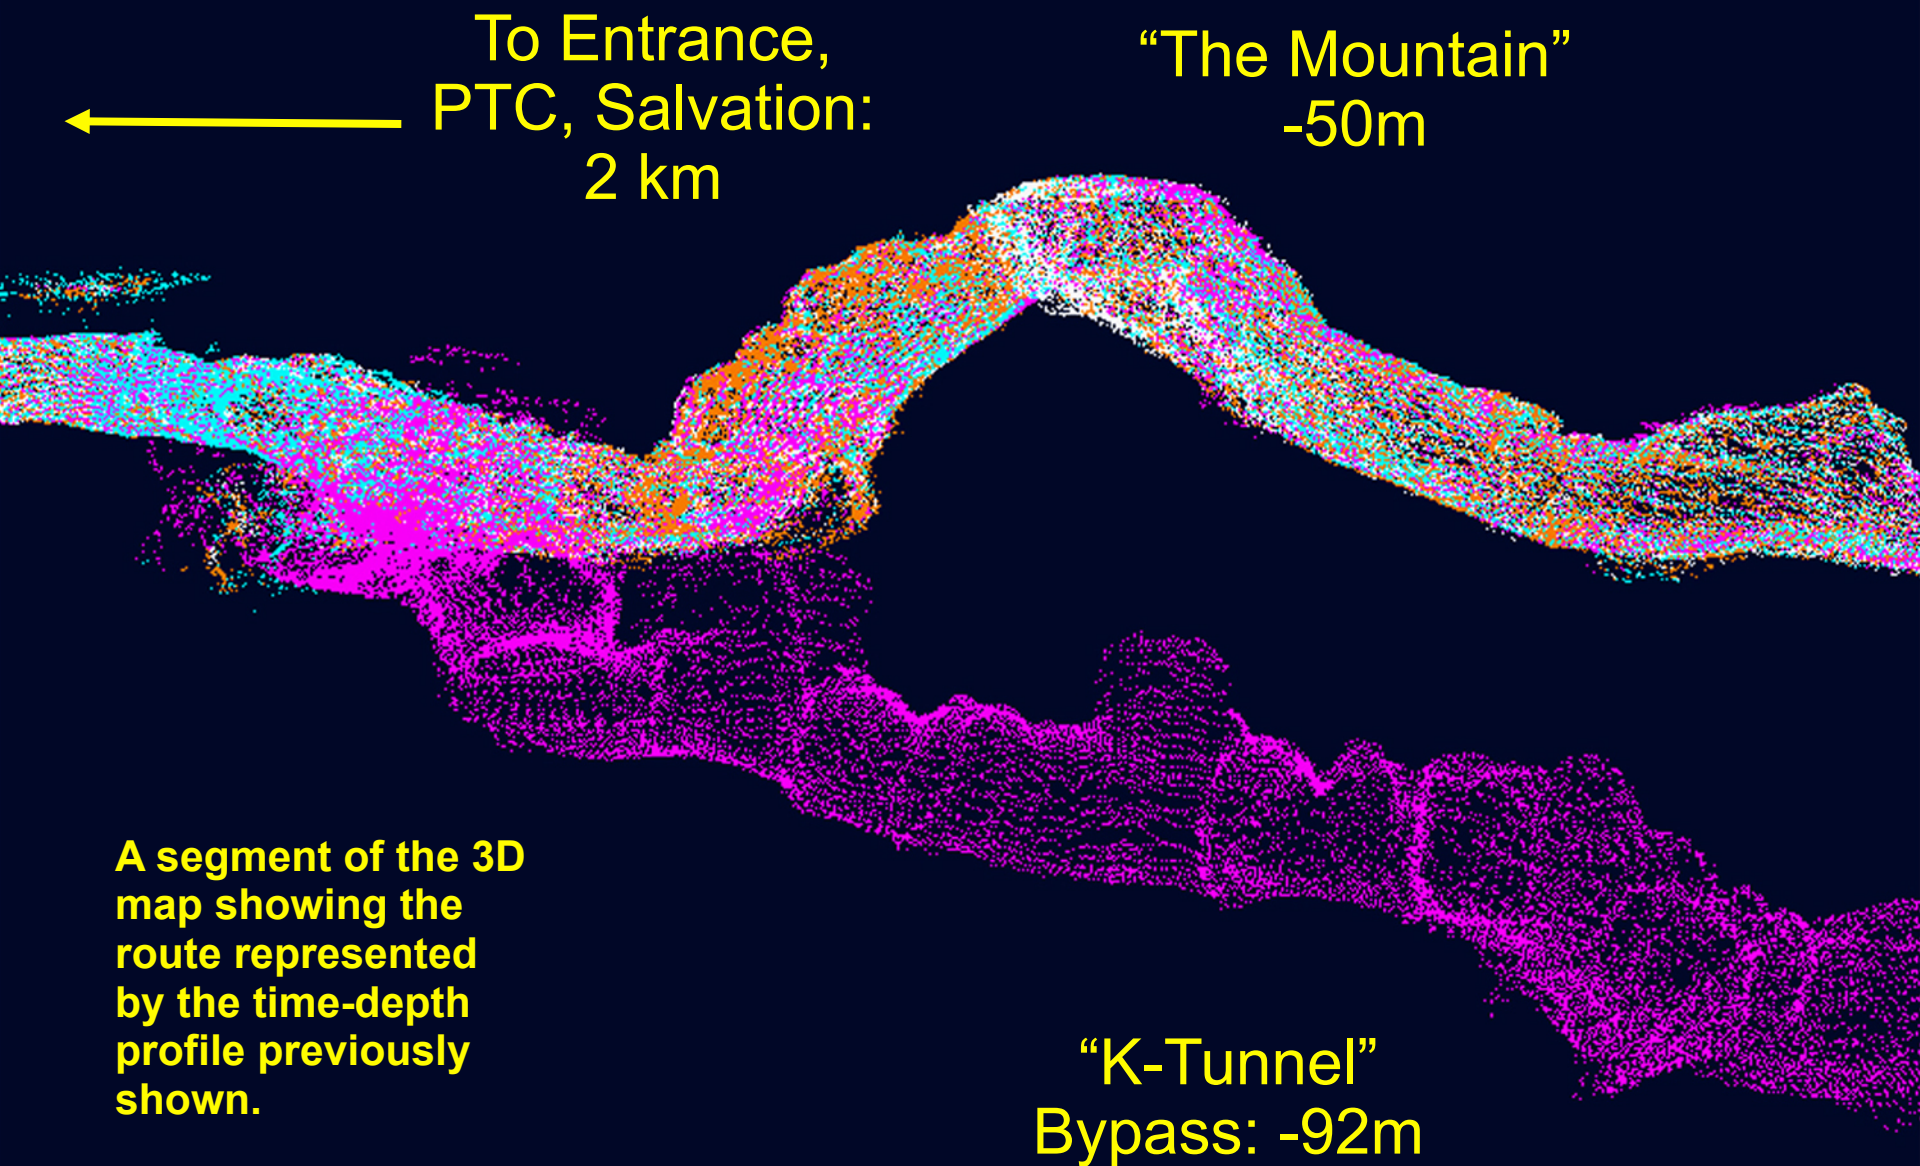 To Entrance,
PTC, Salvation:
2 km
“The Mountain”
-50m
A segment of the 3D
map showing the
route represented
by the time-depth
profile previously
shown.
“K-Tunnel”
Bypass: -92m